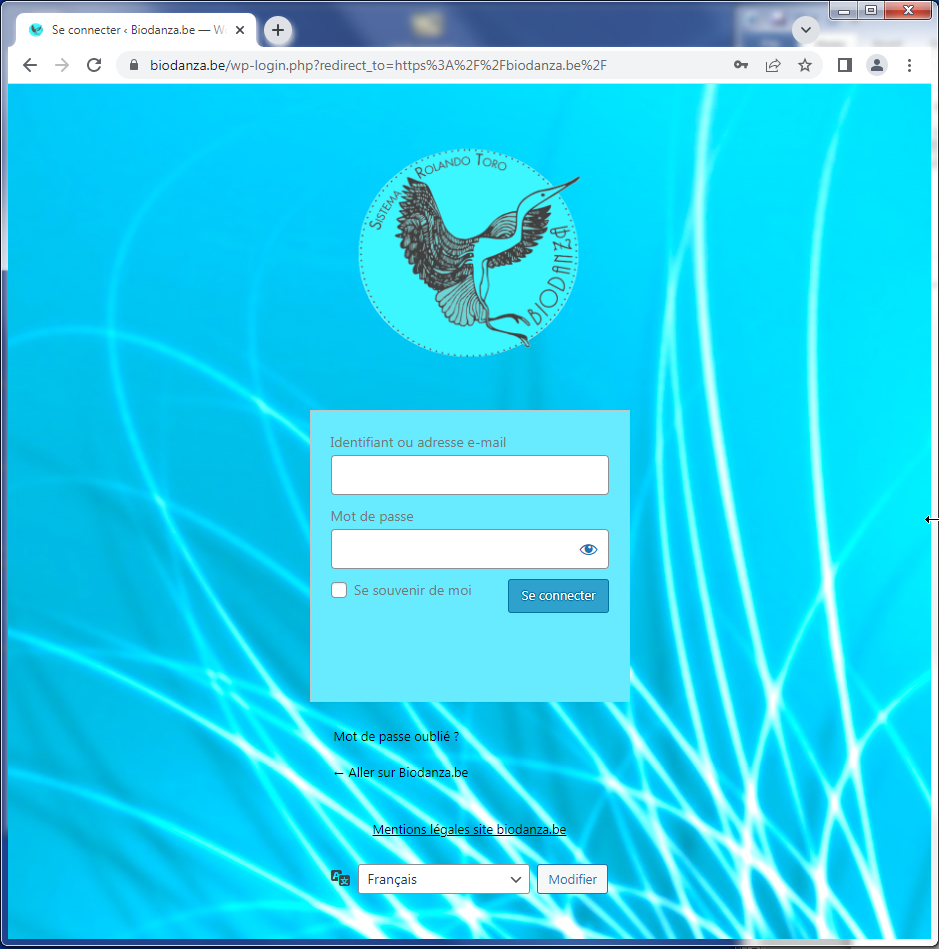 Se connecter ‹ Biodanza.be — W
biodanza.be/wp-login.php?redirect_to=https%3A%2F%2Fbiodanza.be%2F
SISTEMA ROLANDO TORO
BIODANZA
Identifiant ou adresse e-mail
Mot de passe
Se souvenir de moi
Se connecter
Mot de passe oublié ?
← Aller sur Biodanza.be
Mentions légales site biodanza.be
Français
Modifier